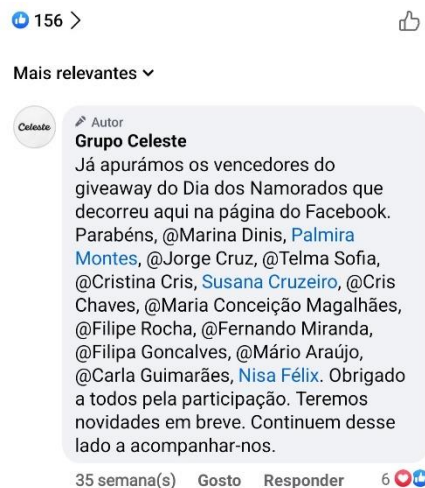 156
Mais relevantes
Celeste
Autor
Grupo Celeste
Já apurámos os vencedores do
giveaway do Dia dos Namorados que
decorreu aqui na página do Facebook.
Parabéns, @Marina Dinis, Palmira
Montes, @Jorge Cruz, @Telma Sofia,
@Cristina Cris, Susana Cruzeiro, @Cris
Chaves, @Maria Conceição Magalhães,
@Filipe Rocha, @Fernando Miranda,
@Filipa Goncalves, @Mário Araújo,
@Carla Guimarães, Nisa Félix. Obrigado
a todos pela participação. Teremos
novidades em breve. Continuem desse
lado a acompanhar-nos.
35 semana(s) Gosto Responder 6